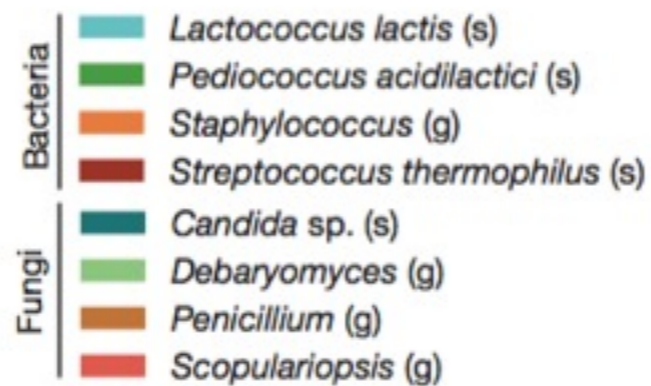 Bacteria
Lactococcus lactis (s)
Pediococcus acidilactici (s)
Staphylococcus (g)
Streptococcus thermophilus (s)
Fungi
Candida sp. (s)
Debaryomyces (g)
Penicillium (g)
Scopulariopsis (g)